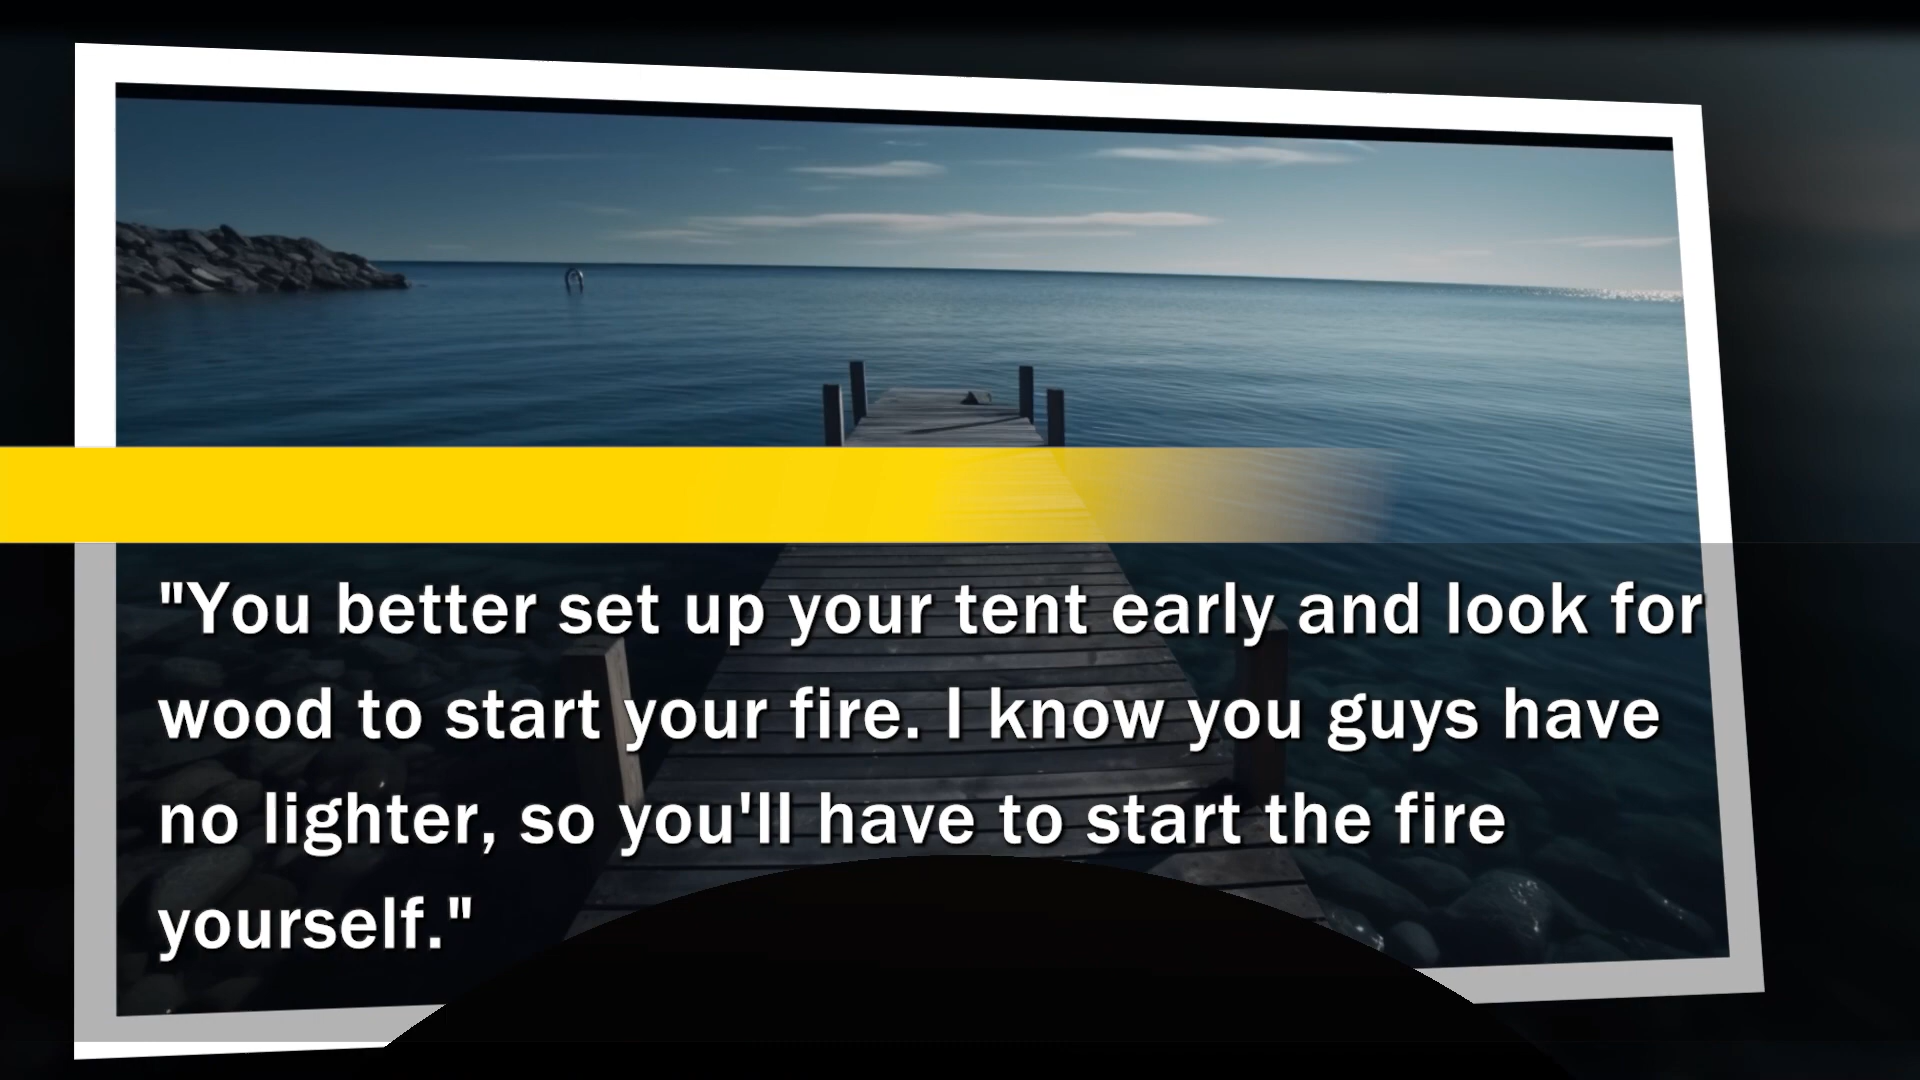 "You better set up your tent early and look for
wood to start your fire. I know you guys have
no lighter, so you'll have to start the fire
yourself."